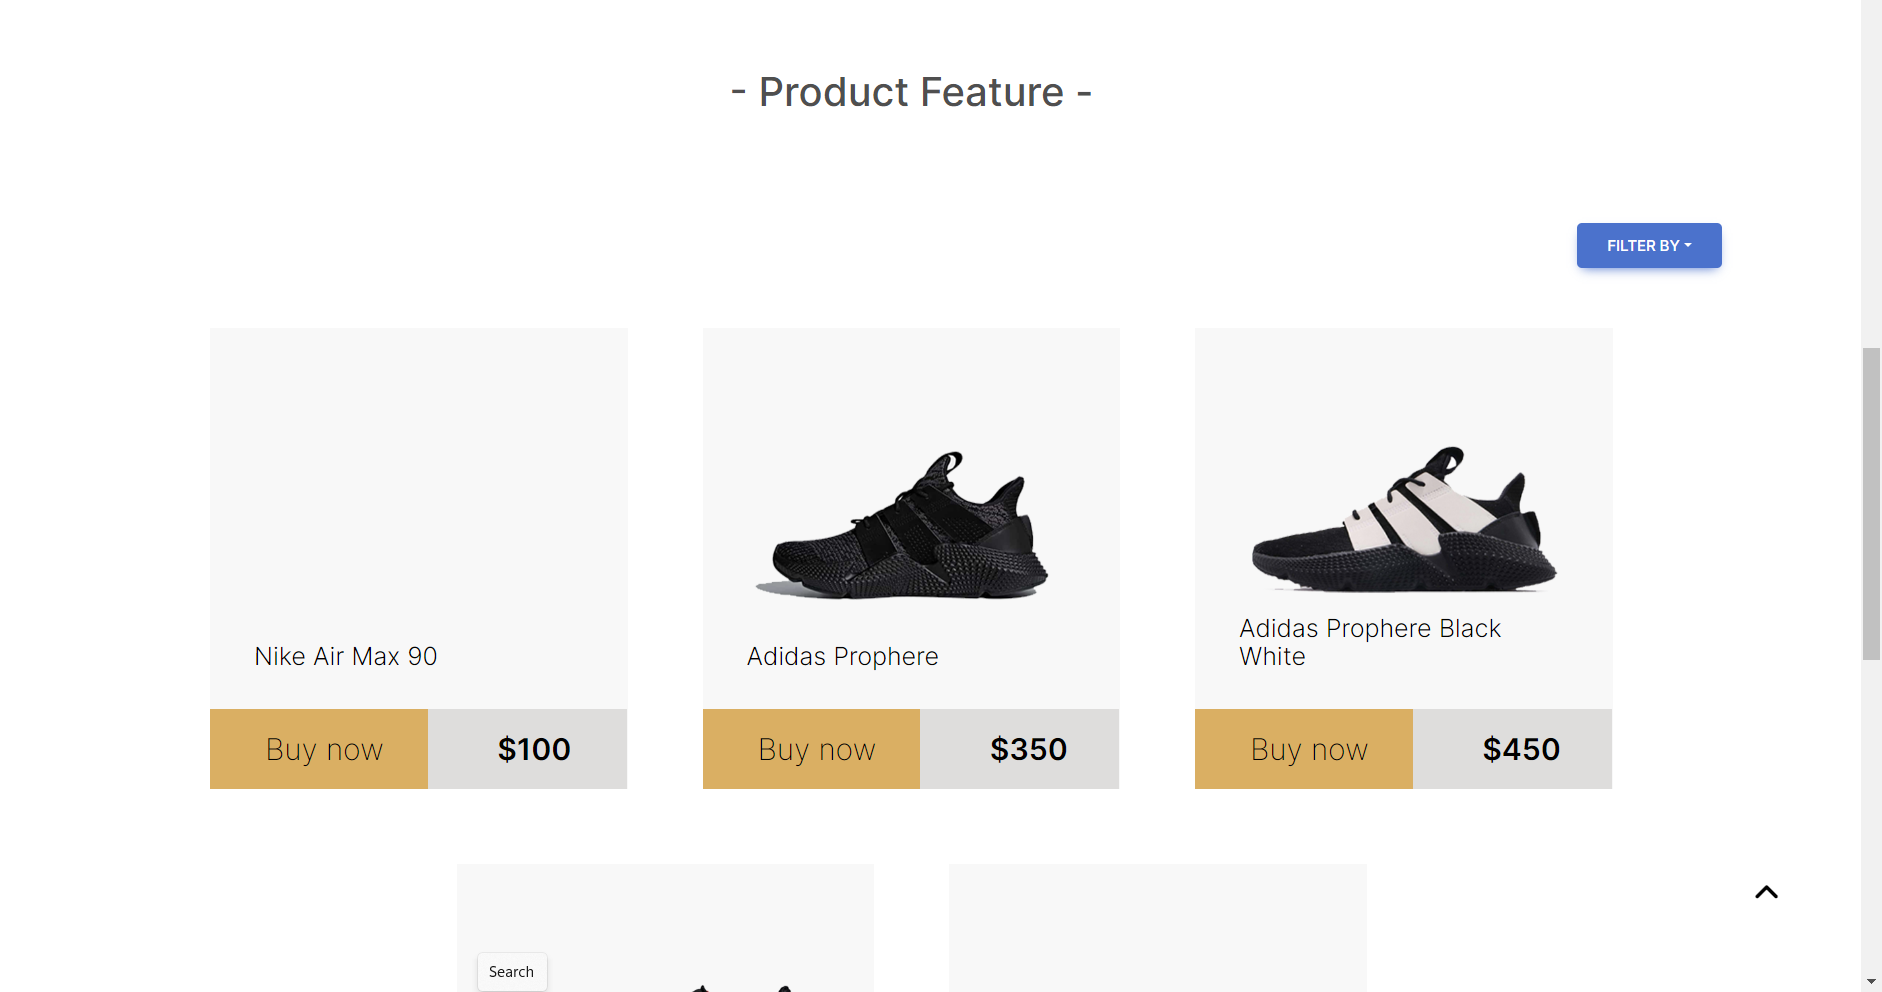 - Product Feature -
FILTER BY
Nike Air Max 90
Adidas Prophere
Adidas Prophere Black
White
Buy now
$100
Buy now
$350
Buy now
$450
Search